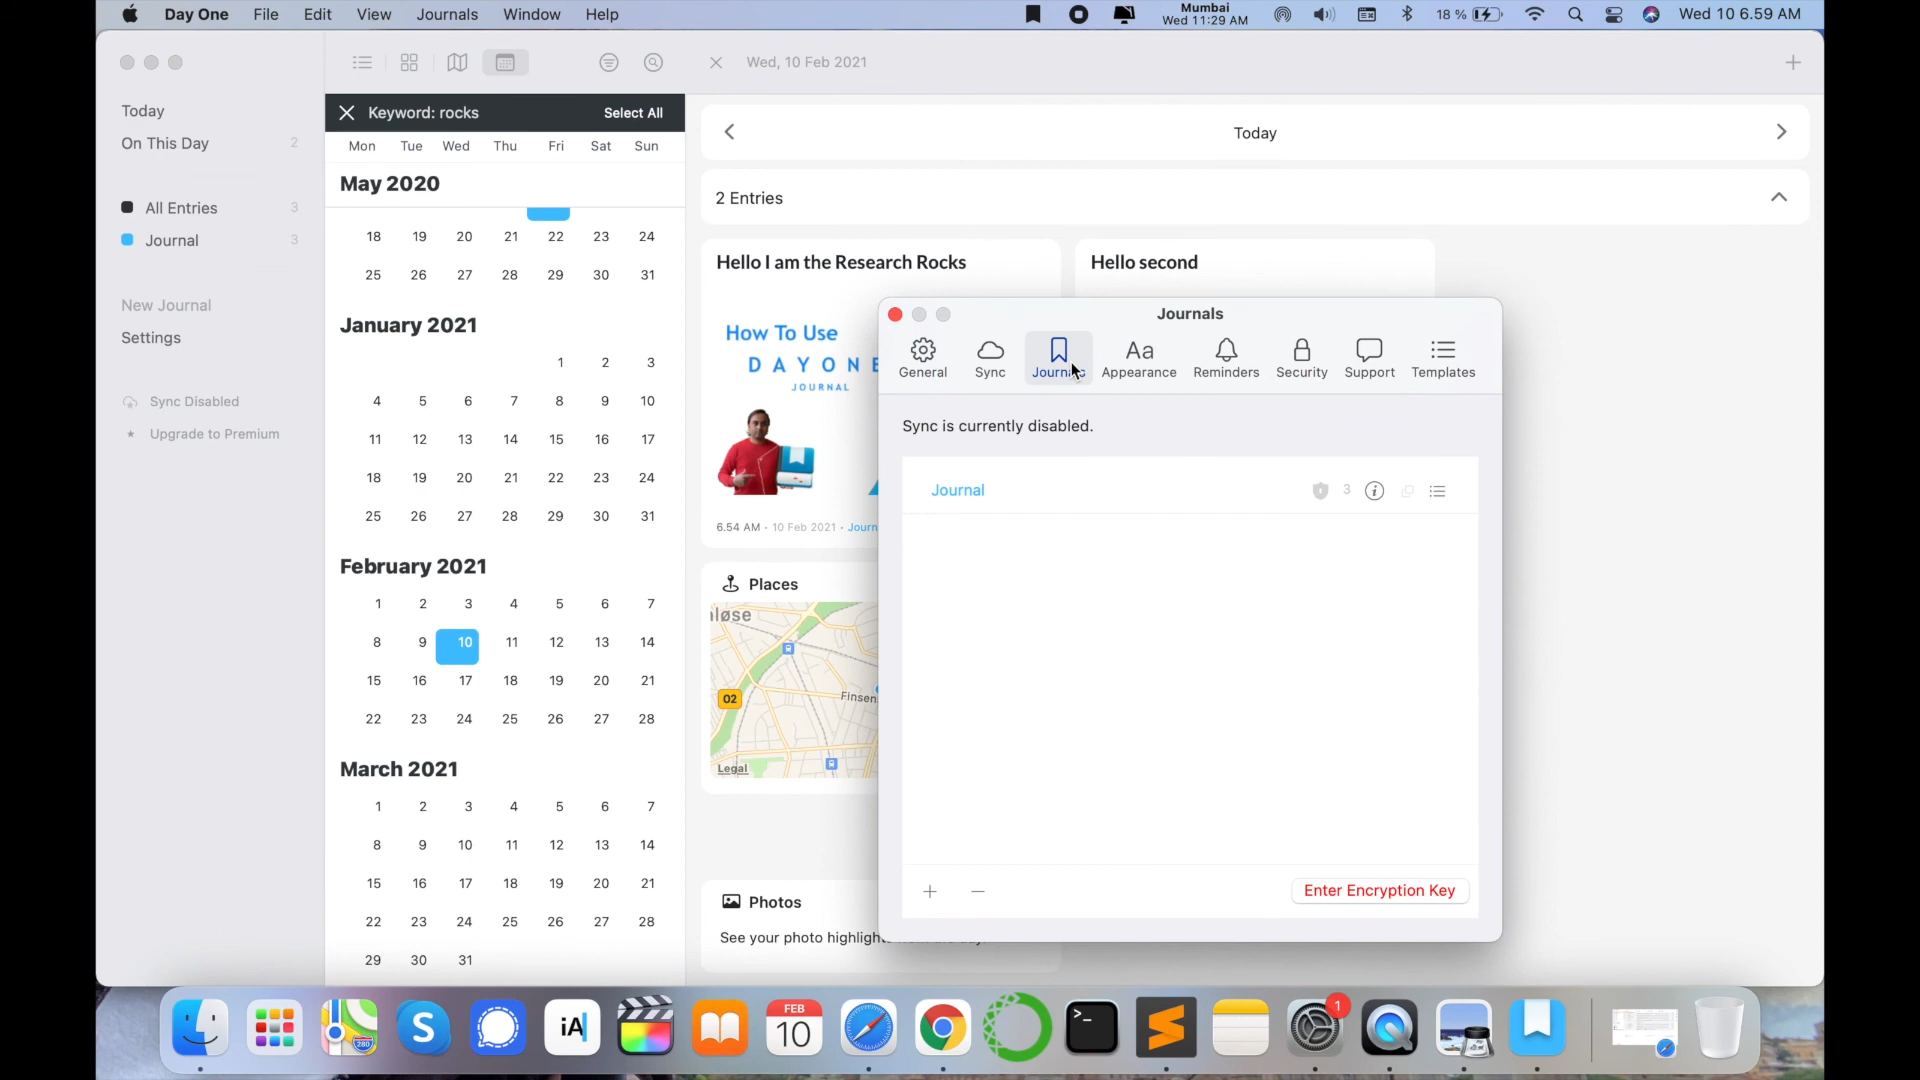 Day One File Edit View Journals Window Help
Mumbai
Wed 11:29 AM
18 %
Wed 10 6.59 AM
Wed, 10 Feb 2021
Today
On This Day 2
All Entries 3
Journal 3
New Journal
Settings
Sync Disabled
Upgrade to Premium
Keyword: rocks Select All
Mon Tue Wed Thu Fri Sat Sun
May 2020
18 19 20 21 22 23 24
25 26 27 28 29 30 31
January 2021
1 2 3
4 5 6 7 8 9 10
11 12 13 14 15 16 17
18 19 20 21 22 23 24
25 26 27 28 29 30 31
February 2021
1 2 3 4 5 6 7
8 9 10 11 12 13 14
15 16 17 18 19 20 21
22 23 24 25 26 27 28
March 2021
1 2 3 4 5 6 7
8 9 10 11 12 13 14
15 16 17 18 19 20 21
22 23 24 25 26 27 28
29 30 31
Today
2 Entries
Hello I am the Research Rocks
How To Use
DAYONE
JOURNAL
6.54 AM · 10 Feb 2021 ·
Hello second
Places
O2
Legal
Photos
See your photo
Journals
General Sync Journals Appearance Reminders Security Support Templates
Sync is currently disabled.
Journal 3
Enter Encryption Key
280
iA
FEB
10
1